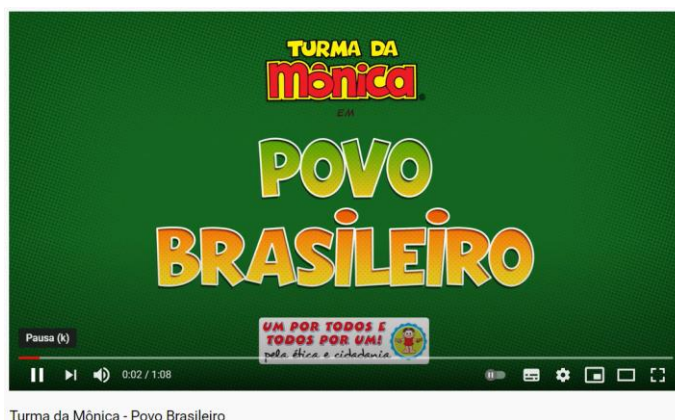 TURMA DA
Mônica
EM
POVO
BRASILEIRO
UM POR TODOS E
TODOS POR UM!
pela ética e cidadania
Pausa (k)
0:02 / 1:08
Turma da Mônica - Povo Brasileiro